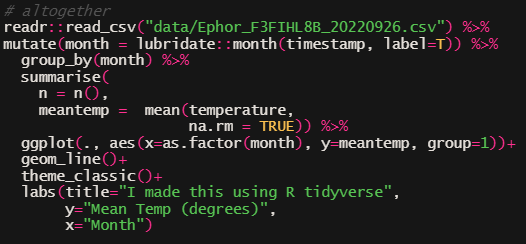 # altogether
readr::read_csv("data/Ephor_F3FIHL8B_20220926.csv") %>%
mutate(month = lubridate::month(timestamp, label=T)) %>%
  group_by(month) %>%
  summarise(
    n = n(),
    meantemp =  mean(temperature,
                     na.rm = TRUE)) %>%
  ggplot(., aes(x=as.factor(month), y=meantemp, group=1))+
  geom_line()+
  theme_classic()+
  labs(title="I made this using R tidyverse",
       y="Mean Temp (degrees)",
       x="Month")